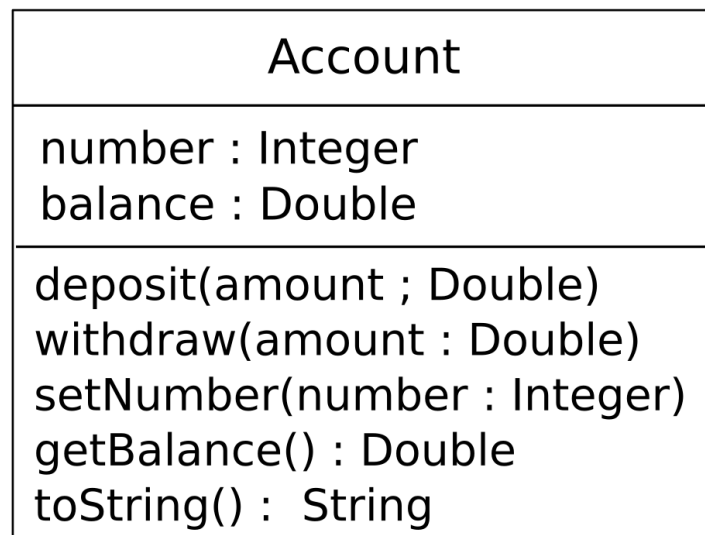 Account
number : Integer
balance : Double
deposit(amount ; Double)
withdraw(amount : Double)
setNumber(number : Integer)
getBalance() : Double
toString() :  String